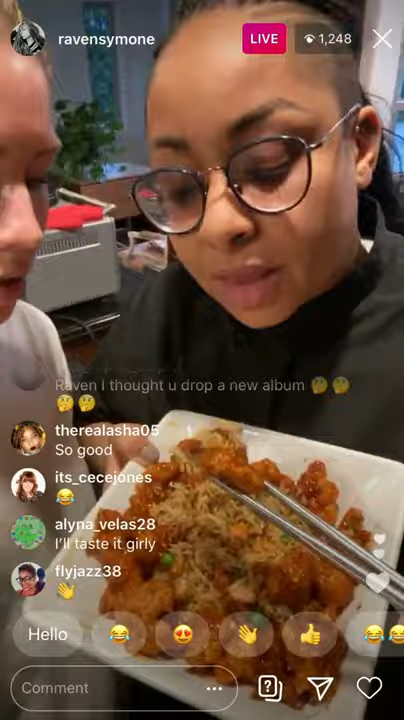 ravensymone
LIVE
1,248
Raven I thought u drop a new album 🤔🤔
🤔🤔
therealasha05
So good
its_cecejones
😂
alyna_velas28
I'll taste it girly
flyjazz38
👋
Hello 😂 😍 👋 👍 😂😂
Comment